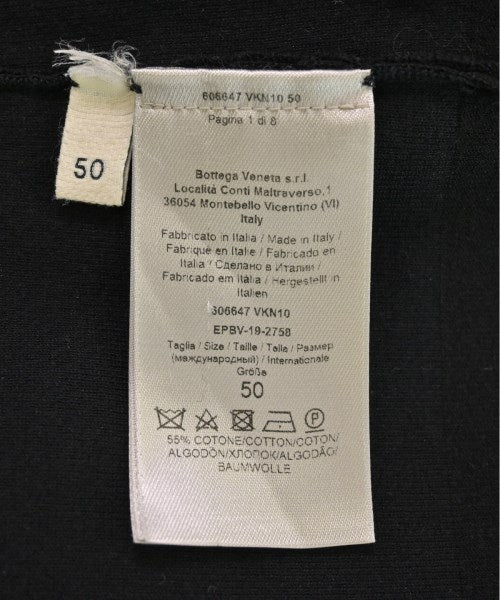 50
606647 VKN10 50
Pagina 1 di 8
Bottega Veneta s.r.l
Località Conti Maltraverso,1
36054 Montebello Vicentino (VI)
Italy
Fabbricato in Italia / Made in Italy /
Fabriqué en Italie / Fabricado en
Italia / Сделано в Италии /
Fabricado em Itália / Hergestellt in
Italien
606647 VKN10
EPBV-19-2758
Taglia / Size / Taille / Talla / Размер
(международный) / Internationale
Größe
50
P
55% COTONE/COTTON/COTON/
ALGODÓN/ХЛОПОК/ALGODÃO/
BAUMWOLLE